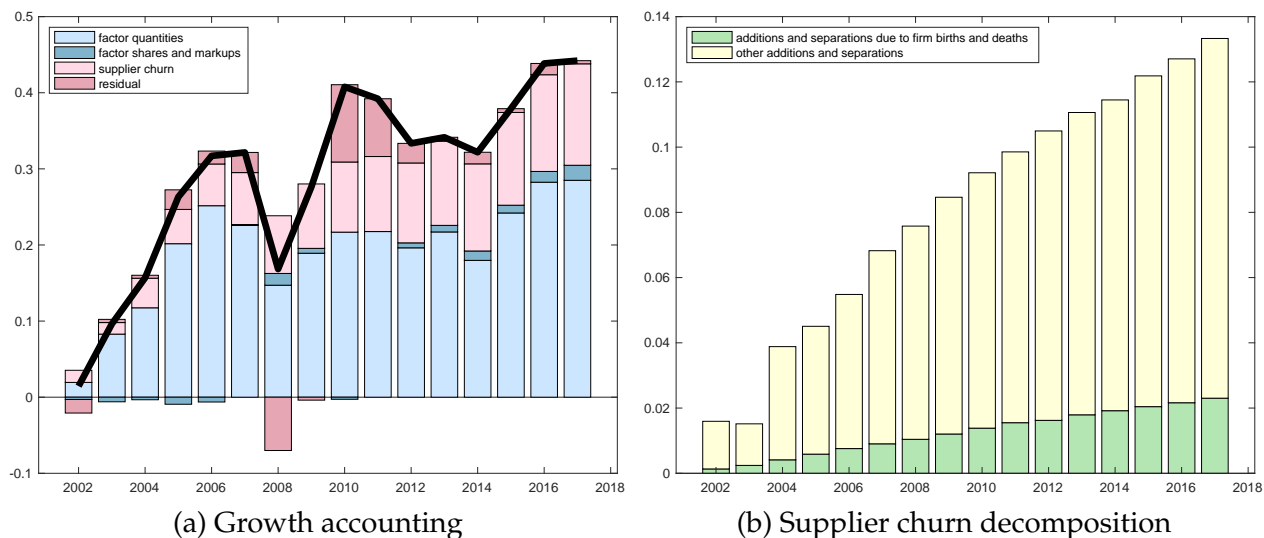 0.5
0.4
0.3
0.2
0.1
0
-0.1
factor quantities
factor shares and markups
supplier churn
residual
2002 2004 2006 2008 2010 2012 2014 2016 2018
(a) Growth accounting
0.14
0.12
0.1
0.08
0.06
0.04
0.02
0
additions and separations due to firm births and deaths
other additions and separations
2002 2004 2006 2008 2010 2012 2014 2016 2018
(b) Supplier churn decomposition